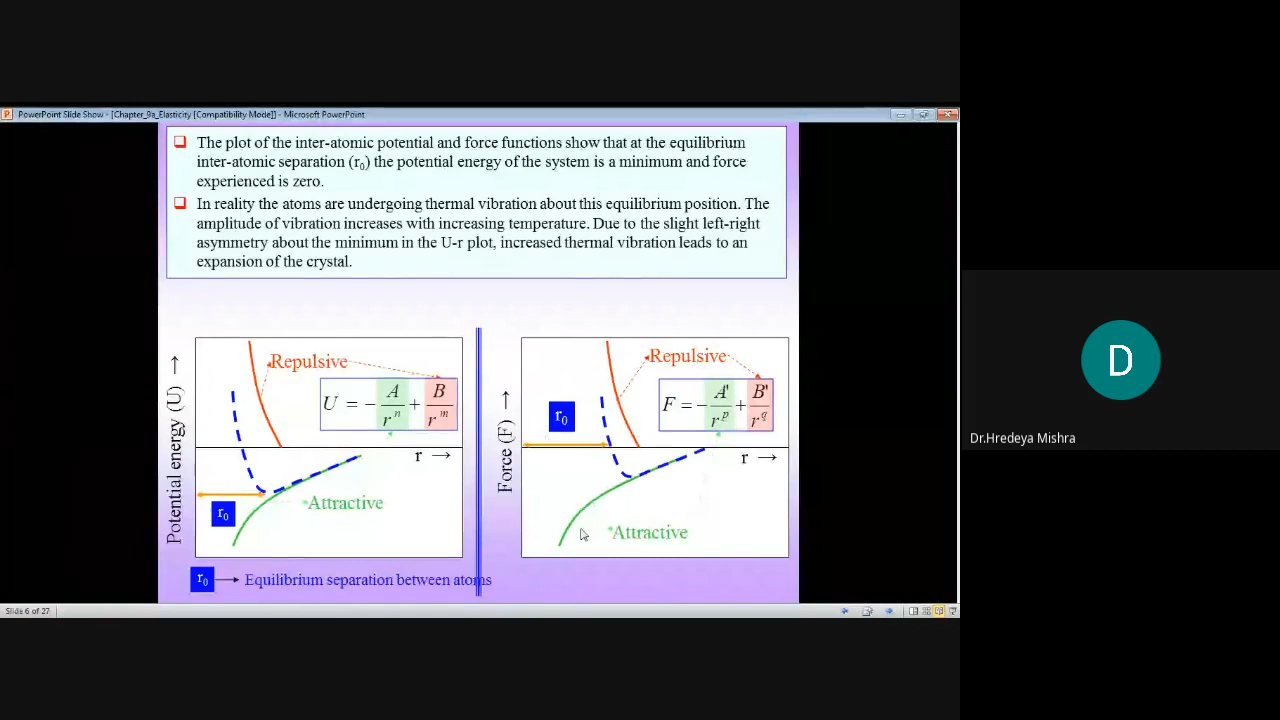 PowerPoint Slide Show - [Chapter_9a_Elasticity [Compatibility Mode]] - Microsoft PowerPoint
❑ The plot of the inter-atomic potential and force functions show that at the equilibrium
inter-atomic separation (r₀) the potential energy of the system is a minimum and force
experienced is zero.
❑ In reality the atoms are undergoing thermal vibration about this equilibrium position. The
amplitude of vibration increases with increasing temperature. Due to the slight left-right
asymmetry about the minimum in the U-r plot, increased thermal vibration leads to an
expansion of the crystal.
Potential energy (U) →
Repulsive
U = − A/rⁿ + B/rᵐ
r →
Attractive
r₀
r₀ → Equilibrium separation between atoms
Force (F) →
Repulsive
r₀
F = − A'/r^p + B'/r^q
r →
Attractive
Slide 6 of 27
D
Dr.Hredeya Mishra